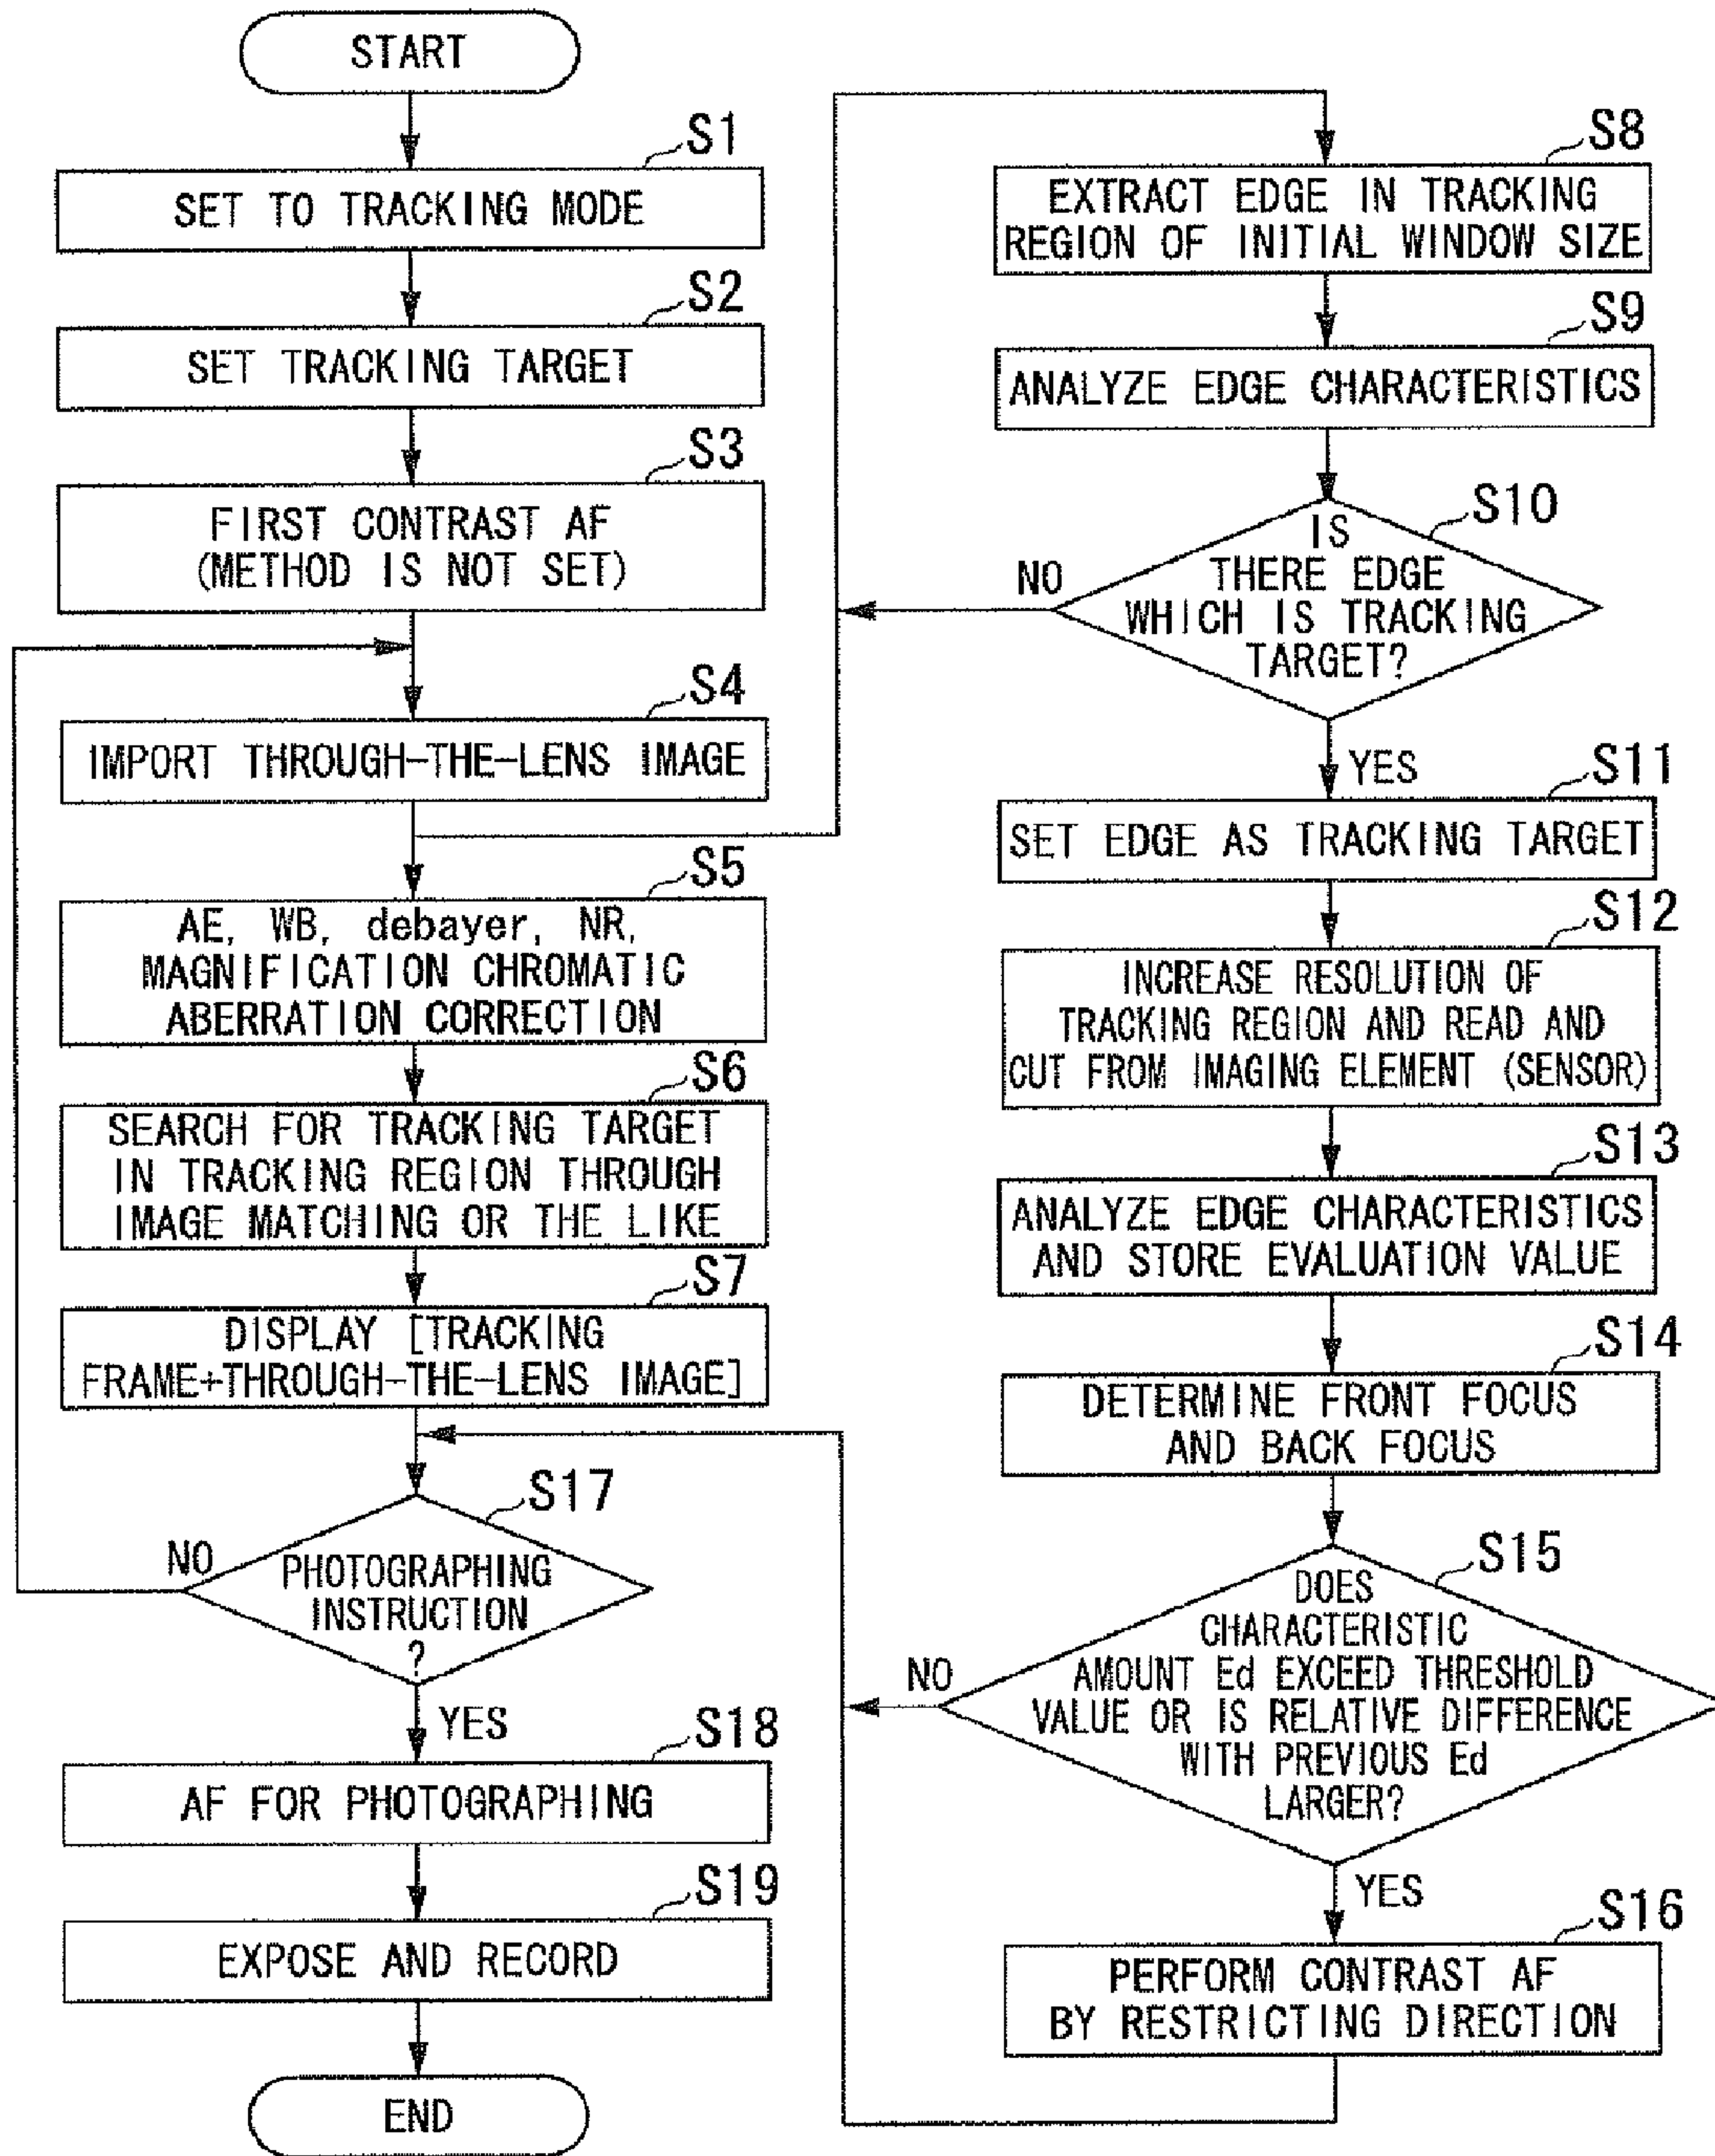 START
S1
SET TO TRACKING MODE
S2
SET TRACKING TARGET
S3
FIRST CONTRAST AF
(METHOD IS NOT SET)
S4
IMPORT THROUGH-THE-LENS IMAGE
S5
AE, WB, debayer, NR,
MAGNIFICATION CHROMATIC
ABERRATION CORRECTION
S6
SEARCH FOR TRACKING TARGET
IN TRACKING REGION THROUGH
IMAGE MATCHING OR THE LIKE
S7
DISPLAY [TRACKING
FRAME+THROUGH-THE-LENS IMAGE]
S17
NO
PHOTOGRAPHING
INSTRUCTION
?
YES
S18
AF FOR PHOTOGRAPHING
S19
EXPOSE AND RECORD
END
S8
EXTRACT EDGE IN TRACKING
REGION OF INITIAL WINDOW SIZE
S9
ANALYZE EDGE CHARACTERISTICS
S10
NO
IS
THERE EDGE
WHICH IS TRACKING
TARGET?
YES
S11
SET EDGE AS TRACKING TARGET
S12
INCREASE RESOLUTION OF
TRACKING REGION AND READ AND
CUT FROM IMAGING ELEMENT (SENSOR)
S13
ANALYZE EDGE CHARACTERISTICS
AND STORE EVALUATION VALUE
S14
DETERMINE FRONT FOCUS
AND BACK FOCUS
S15
NO
DOES
CHARACTERISTIC
AMOUNT Ed EXCEED THRESHOLD
VALUE OR IS RELATIVE DIFFERENCE
WITH PREVIOUS Ed
LARGER?
YES
S16
PERFORM CONTRAST AF
BY RESTRICTING DIRECTION